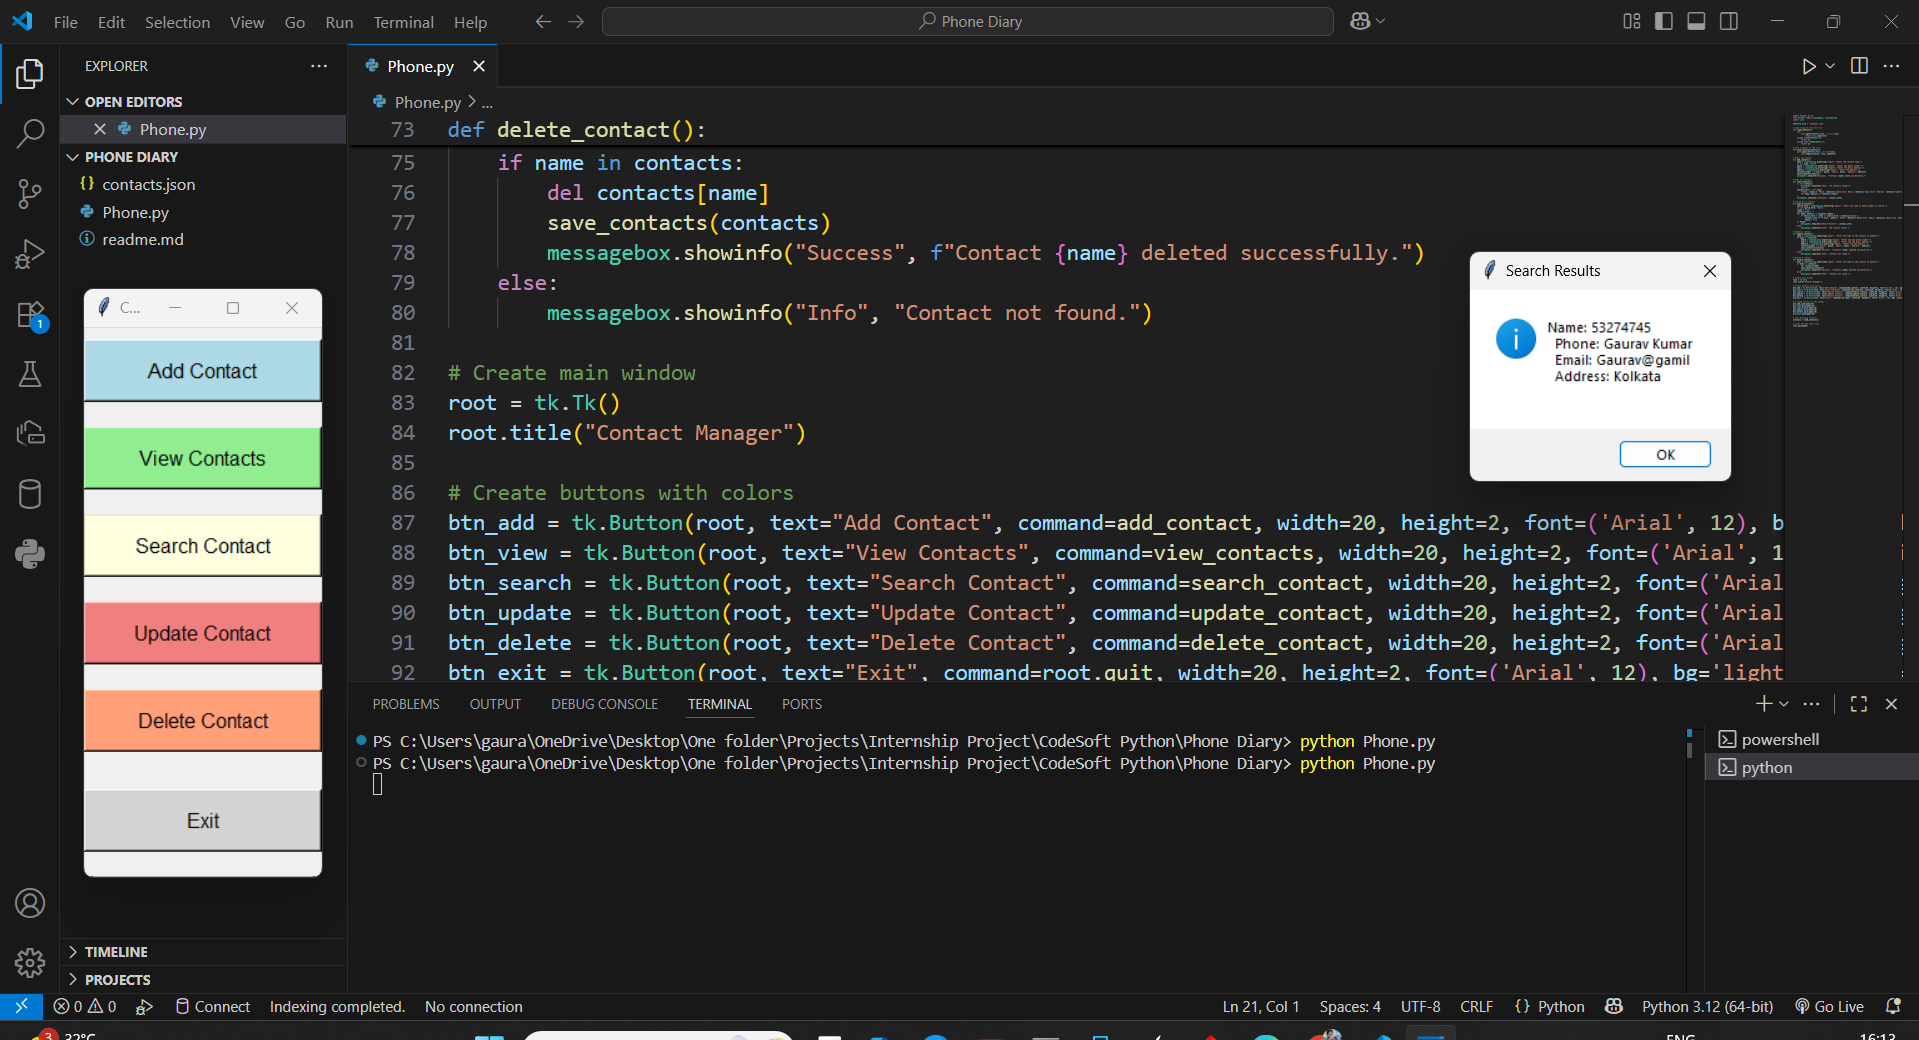 File Edit Selection View Go Run Terminal Help
Phone Diary
EXPLORER
OPEN EDITORS
Phone.py
PHONE DIARY
contacts.json
Phone.py
readme.md
C...
Add Contact
View Contacts
Search Contact
Update Contact
Delete Contact
Exit
TIMELINE
PROJECTS
1
Phone.py
Phone.py > ...
73 def delete_contact():
75 if name in contacts:
76 del contacts[name]
77 save_contacts(contacts)
78 messagebox.showinfo("Success", f"Contact {name} deleted successfully.")
79 else:
80 messagebox.showinfo("Info", "Contact not found.")
81
82 # Create main window
83 root = tk.Tk()
84 root.title("Contact Manager")
85
86 # Create buttons with colors
87 btn_add = tk.Button(root, text="Add Contact", command=add_contact, width=20, height=2, font=('Arial', 12), b
88 btn_view = tk.Button(root, text="View Contacts", command=view_contacts, width=20, height=2, font=('Arial', 1
89 btn_search = tk.Button(root, text="Search Contact", command=search_contact, width=20, height=2, font=('Arial
90 btn_update = tk.Button(root, text="Update Contact", command=update_contact, width=20, height=2, font=('Arial
91 btn_delete = tk.Button(root, text="Delete Contact", command=delete_contact, width=20, height=2, font=('Arial
92 btn_exit = tk.Button(root, text="Exit", command=root.quit, width=20, height=2, font=('Arial', 12), bg='light
Search Results
Name: 53274745
Phone: Gaurav Kumar
Email: Gaurav@gamil
Address: Kolkata
OK
PROBLEMS OUTPUT DEBUG CONSOLE TERMINAL PORTS
PS C:\Users\gaura\OneDrive\Desktop\One folder\Projects\Internship Project\CodeSoft Python\Phone Diary> python Phone.py
PS C:\Users\gaura\OneDrive\Desktop\One folder\Projects\Internship Project\CodeSoft Python\Phone Diary> python Phone.py
powershell
python
0 0 Connect Indexing completed. No connection
Ln 21, Col 1 Spaces: 4 UTF-8 CRLF {} Python Python 3.12 (64-bit) Go Live
3 32°C
ENG
16:13